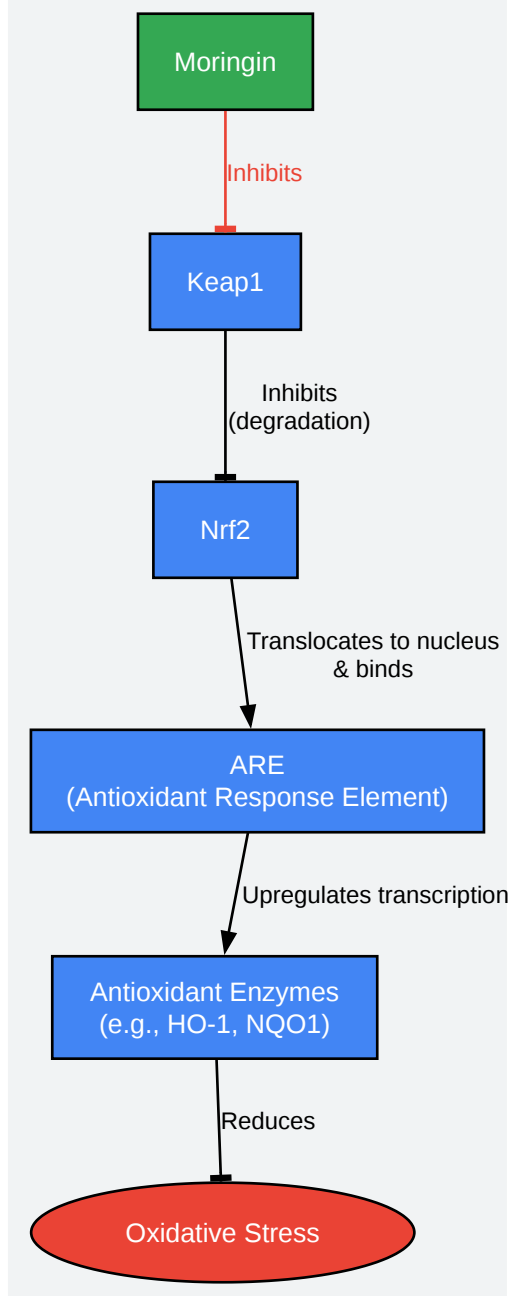 Moringin
Inhibits
Keap1
Inhibits
(degradation)
Nrf2
Translocates to nucleus
& binds
ARE
(Antioxidant Response Element)
Upregulates transcription
Antioxidant Enzymes
(e.g., HO-1, NQO1)
Reduces
Oxidative Stress